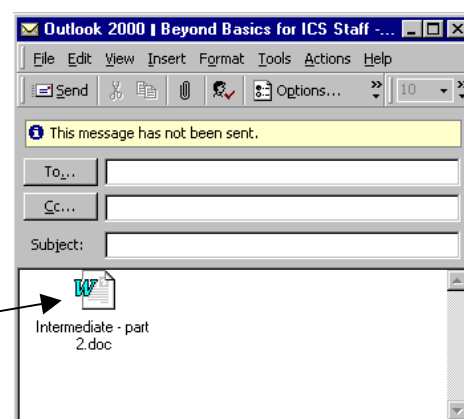 Outlook 2000 | Beyond Basics for ICS Staff -...
File Edit View Insert Format Tools Actions Help
Send Options... 10
This message has not been sent.
To...
Cc...
Subject:
Intermediate - part
2.doc